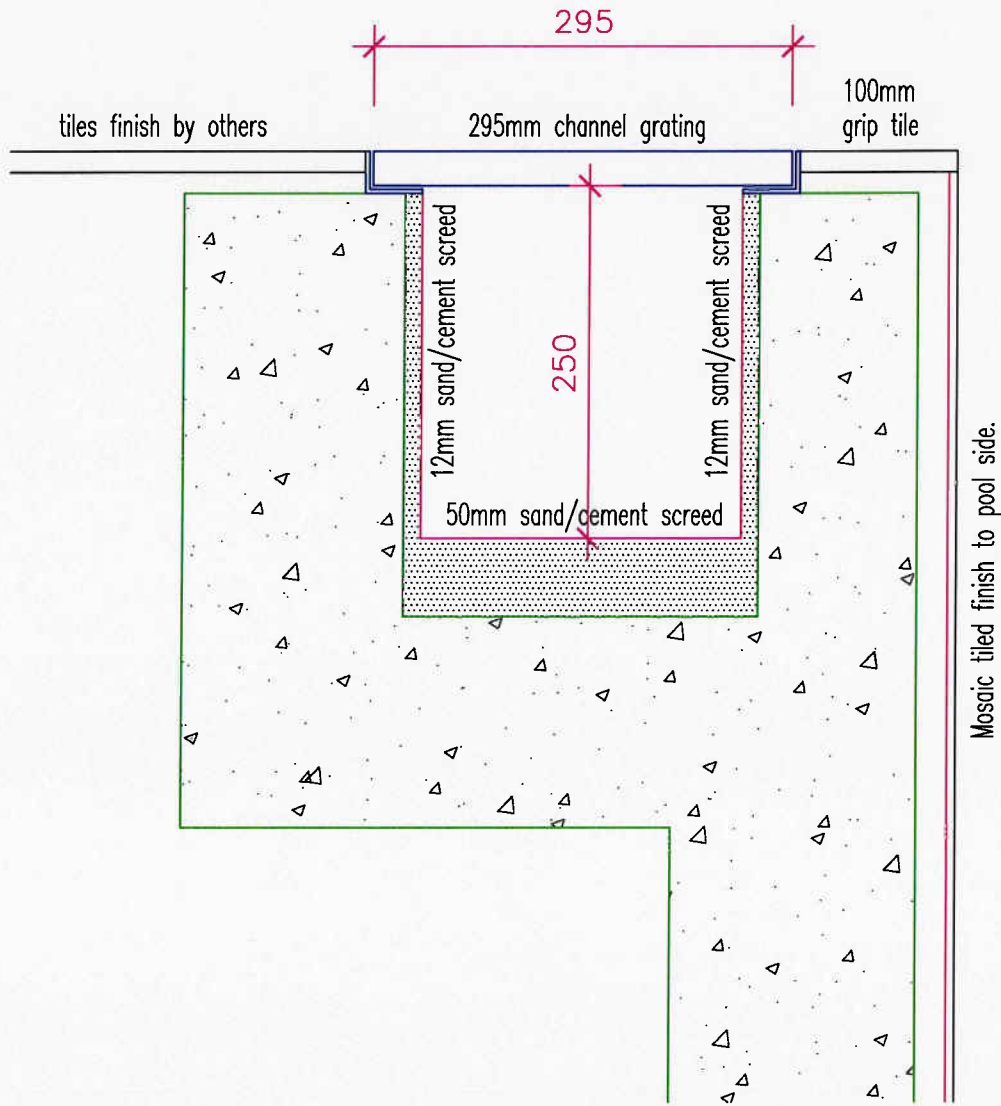 295
tiles finish by others
295mm channel grating
100mm
grip tile
12mm sand/cement screed
250
12mm sand/cement screed
50mm sand/cement screed
Mosaic tiled finish to pool side.